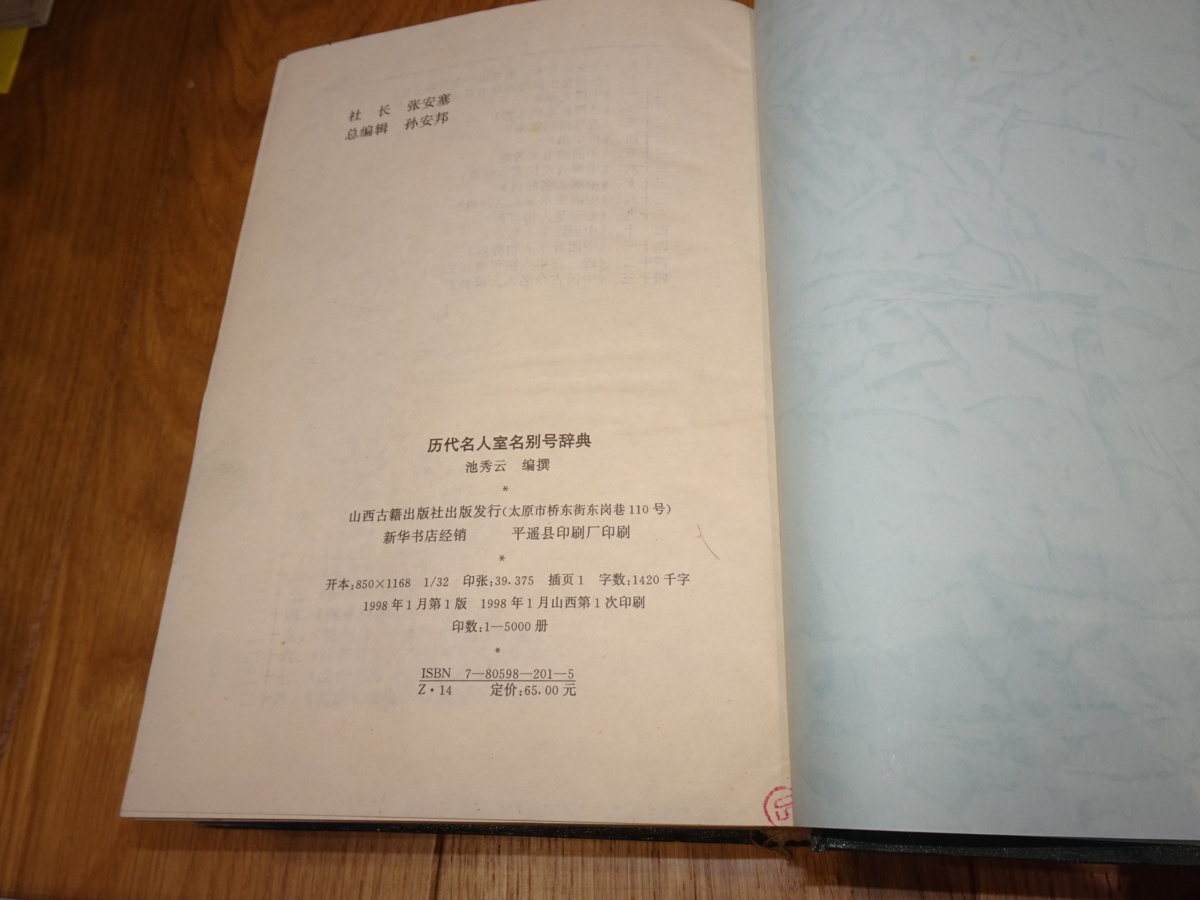 社 长 张安塞
总编辑 孙安邦
历代名人室名别号辞典
池秀云 编撰
*
山西古籍出版社出版发行(太原市桥东街东岗巷110号)
新华书店经销 平遥县印刷厂印刷
*
开本:850×1168 1/32 印张:39.375 插页1 字数:1420千字
1998年1月第1版 1998年1月山西第1次印刷
印数:1—5000册
*
ISBN 7—80598—201—5
Z·14 定价:65.00元